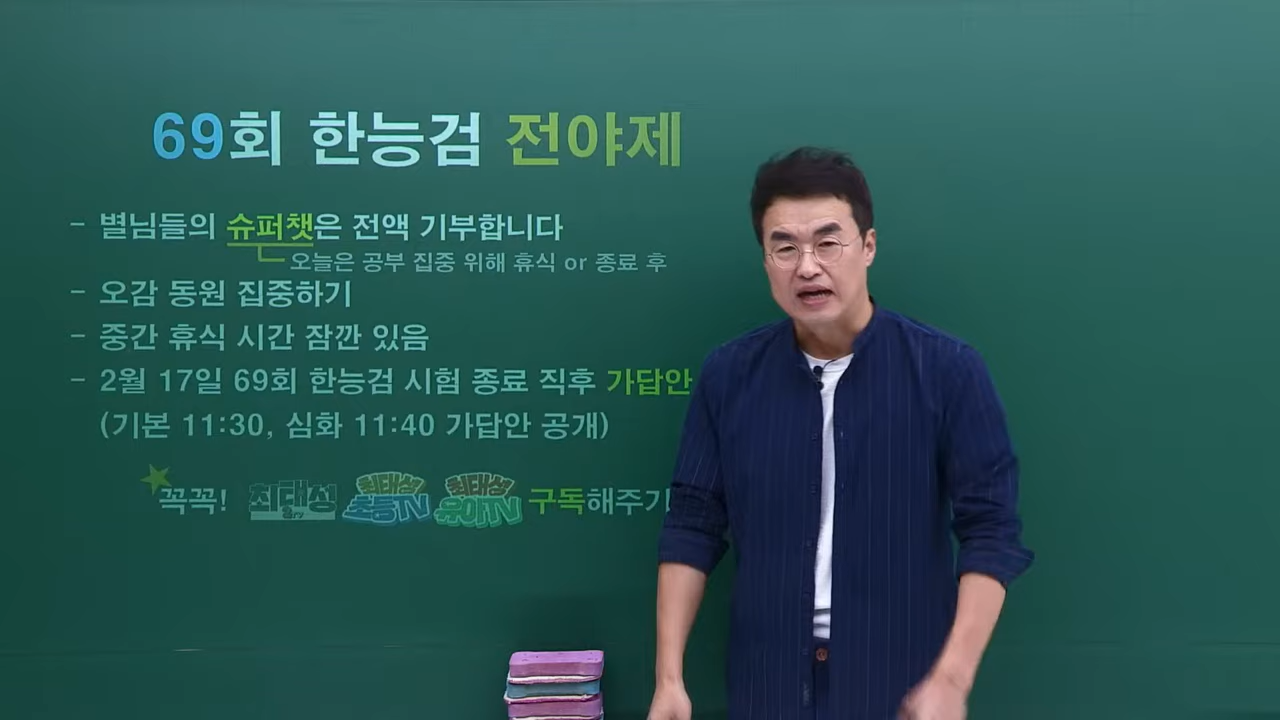 69회 한능검 전야제
- 별님들의 슈퍼챗은 전액 기부합니다
오늘은 공부 집중 위해 휴식 or 종료 후
- 오감 동원 집중하기
- 중간 휴식 시간 잠깐 있음
- 2월 17일 69회 한능검 시험 종료 직후 가답안
(기본 11:30, 심화 11:40 가답안 공개)
꼭꼭! 최태성 최태성 초등TV 최태성 유아TV 구독해주기